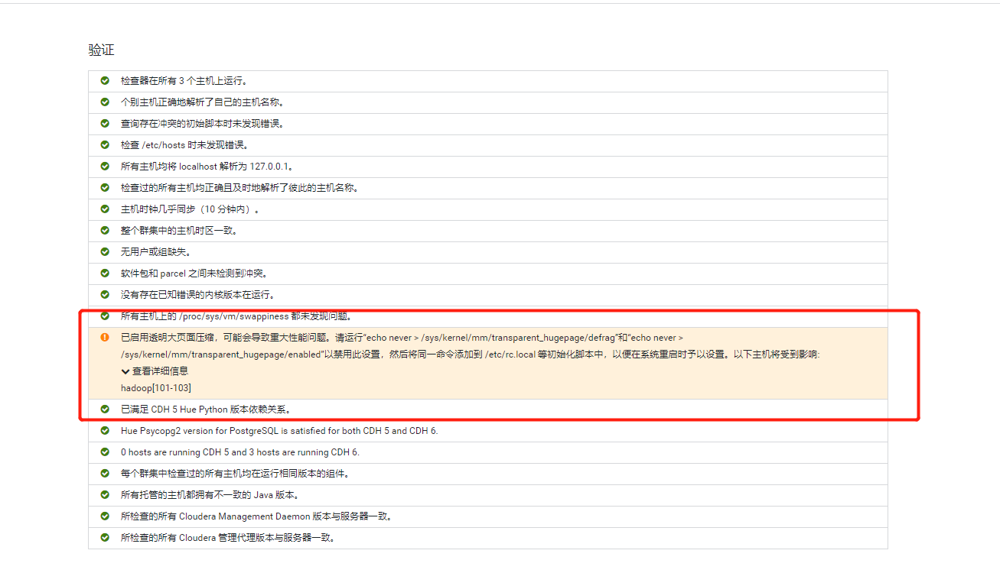 验证
检查器在所有 3 个主机上运行。
个别主机正确地解析了自己的主机名称。
查询存在冲突的初始脚本时未发现错误。
检查 /etc/hosts 时未发现错误。
所有主机均将 localhost 解析为 127.0.0.1。
检查过的所有主机均正确且及时地解析了彼此的主机名称。
主机时钟几乎同步（10 分钟内）。
整个群集中的主机时区一致。
无用户或组缺失。
软件包和 parcel 之间未检测到冲突。
没有存在已知错误的内核版本在运行。
所有主机上的 /proc/sys/vm/swappiness 都未发现问题。
已启用透明大页面压缩，可能会导致重大性能问题。请运行“echo never > /sys/kernel/mm/transparent_hugepage/defrag”和“echo never >
/sys/kernel/mm/transparent_hugepage/enabled”以禁用此设置，然后将同一命令添加到 /etc/rc.local 等初始化脚本中，以便在系统重启时予以设置。以下主机将受到影响:
查看详细信息
hadoop[101-103]
已满足 CDH 5 Hue Python 版本依赖关系。
Hue Psycopg2 version for PostgreSQL is satisfied for both CDH 5 and CDH 6.
0 hosts are running CDH 5 and 3 hosts are running CDH 6.
每个群集中检查过的所有主机均在运行相同版本的组件。
所有托管的主机都拥有不一致的 Java 版本。
所检查的所有 Cloudera Management Daemon 版本与服务器一致。
所检查的所有 Cloudera 管理代理版本与服务器一致。